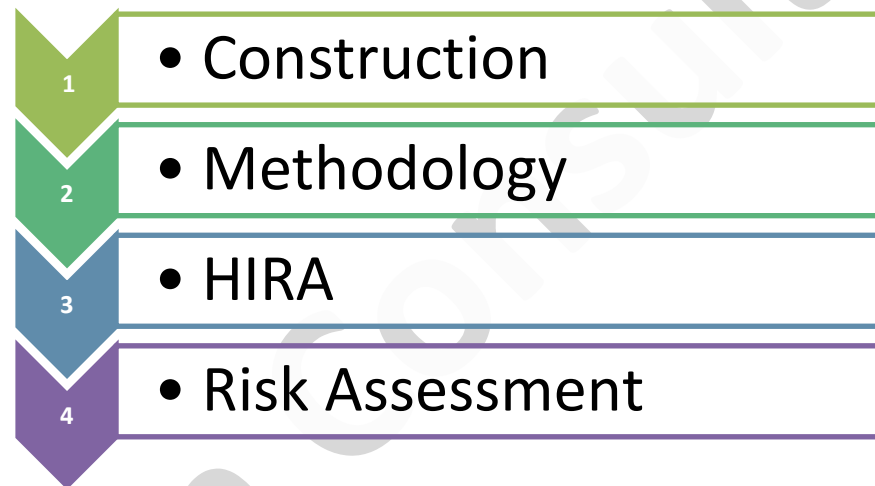 1
• Construction
2
• Methodology
3
• HIRA
4
• Risk Assessment